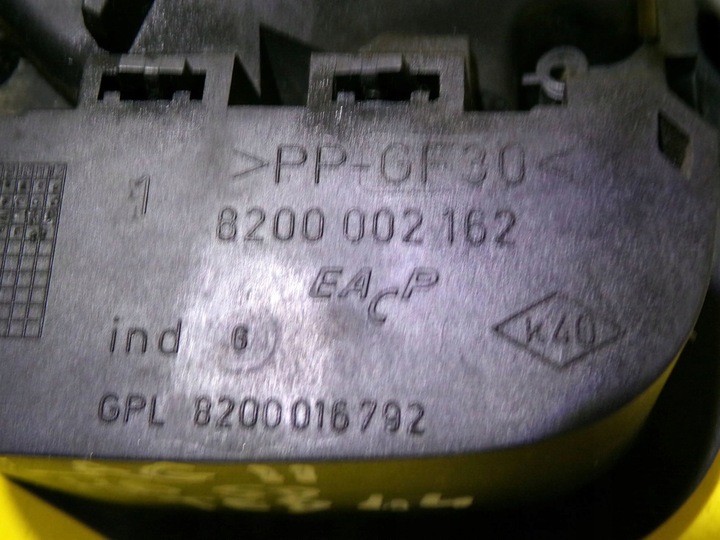 >PP-GF30<
1
8200 002 162
EACP
ind G
K40
GPL 8200016792